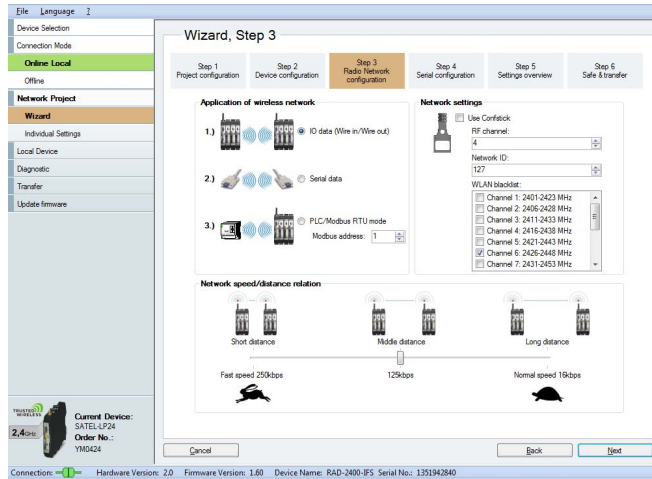 File Language ?
Device Selection
Connection Mode
Online Local
Offline
Network Project
Wizard
Individual Settings
Local Device
Diagnostic
Transfer
Update firmware
TRUSTED
WIRELESS
2,4GHz
Current Device:
SATEL-LP24
Order No.:
YM0424
Wizard, Step 3
Step 1
Project configuration
Step 2
Device configuration
Step 3
Radio Network
configuration
Step 4
Serial configuration
Step 5
Settings overview
Step 6
Safe & transfer
Application of wireless network
1.) IO data (Wire in/Wire out)
2.) Serial data
3.) PLC/Modbus RTU mode
Modbus address: 1
Network settings
Use Confstick
RF channel:
4
Network ID:
127
WLAN blacklist:
Channel 1: 2401-2423 MHz
Channel 2: 2406-2428 MHz
Channel 3: 2411-2433 MHz
Channel 4: 2416-2438 MHz
Channel 5: 2421-2443 MHz
Channel 6: 2426-2448 MHz
Channel 7: 2431-2453 MHz
Network speed/distance relation
Short distance Middle distance Long distance
Fast speed 250kbps 125kbps Normal speed 16kbps
Cancel Back Next
Connection: Hardware Version: 2.0 Firmware Version: 1.60 Device Name: RAD-2400-IFS Serial No.: 1351942840